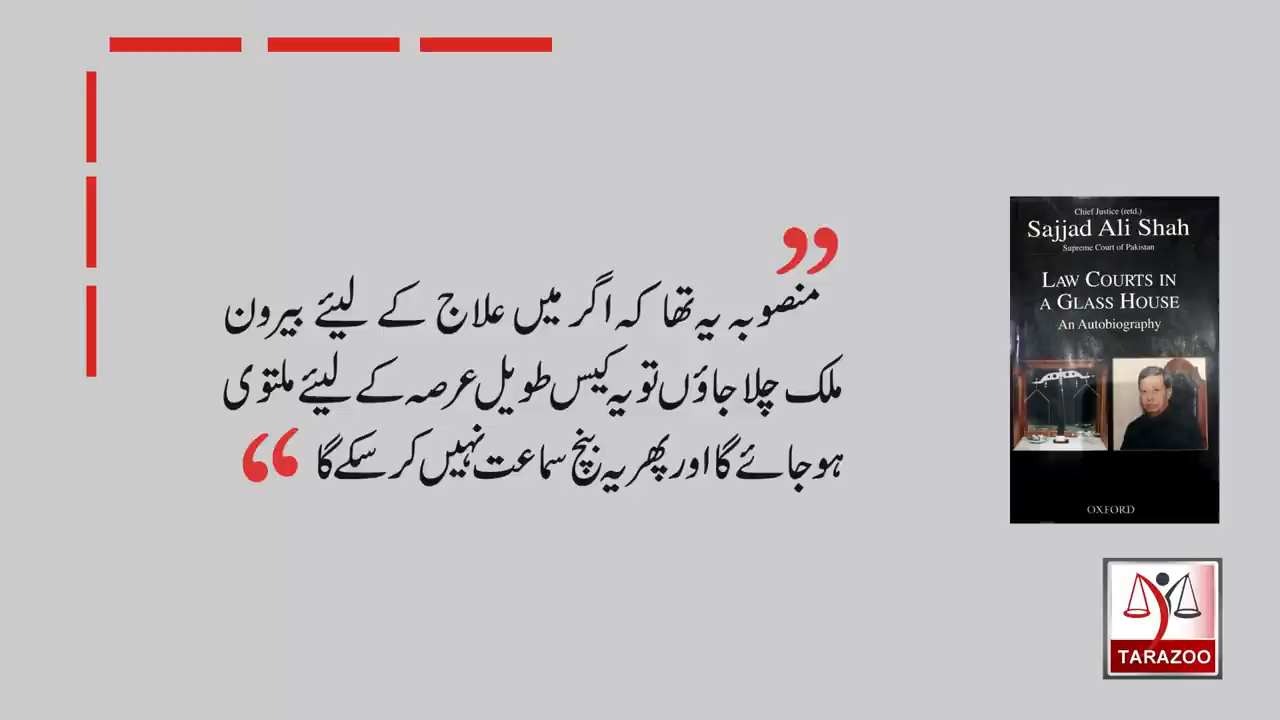 منصوبہ یہ تھا کہ اگر میں علاج کے لیئے بیرون
ملک چلا جاؤں تو یہ کیس طویل عرصہ کے لیئے ملتوی
ہو جائے گا اور پھر یہ بنچ سماعت نہیں کر سکے گا
Chief Justice (retd.)
Sajjad Ali Shah
Supreme Court of Pakistan
LAW COURTS IN
A GLASS HOUSE
An Autobiography
OXFORD
TARAZOO